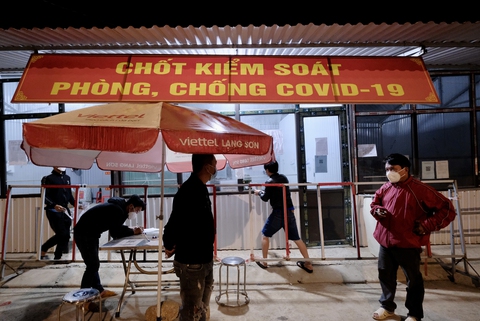 CHỐT KIỂM SOÁT
PHÒNG, CHỐNG COVID-19
viettel
viettel LẠNG SƠN